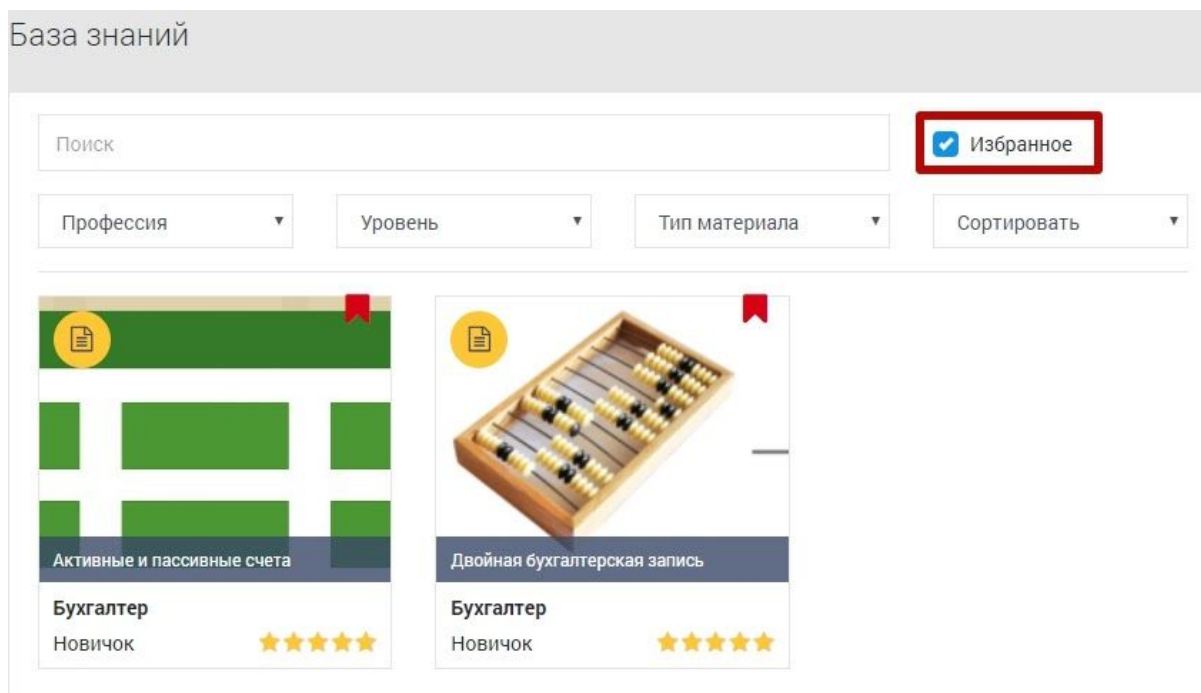 База знаний
Поиск
Избранное
Профессия
Уровень
Тип материала
Сортировать
Активные и пассивные счета
Двойная бухгалтерская запись
Бухгалтер
Новичок
Бухгалтер
Новичок